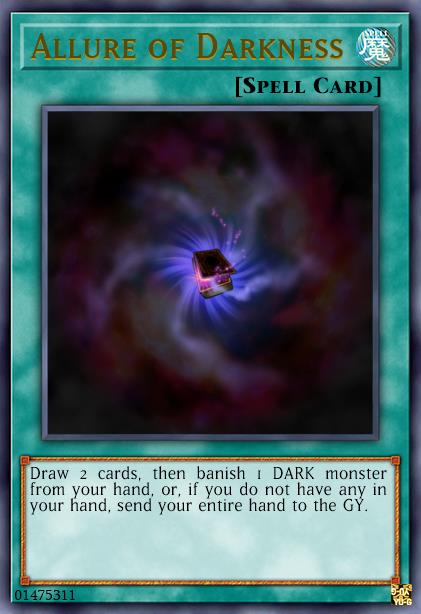 Allure of Darkness
魔
[Spell Card]
Draw 2 cards, then banish 1 DARK monster
from your hand, or, if you do not have any in
your hand, send your entire hand to the GY.
01475311